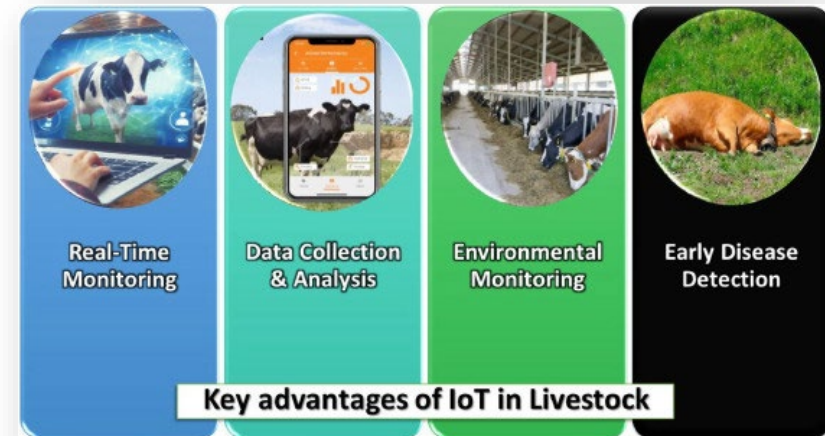 Real-Time
Monitoring
Data Collection
& Analysis
Environmental
Monitoring
Early Disease
Detection
Key advantages of IoT in Livestock